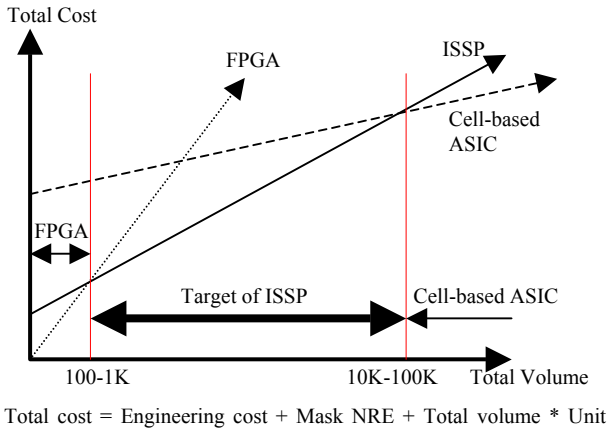 Total Cost
FPGA
ISSP
Cell-based
ASIC
FPGA
Target of ISSP
Cell-based ASIC
100-1K
10K-100K
Total Volume
Total cost = Engineering cost + Mask NRE + Total volume * Unit